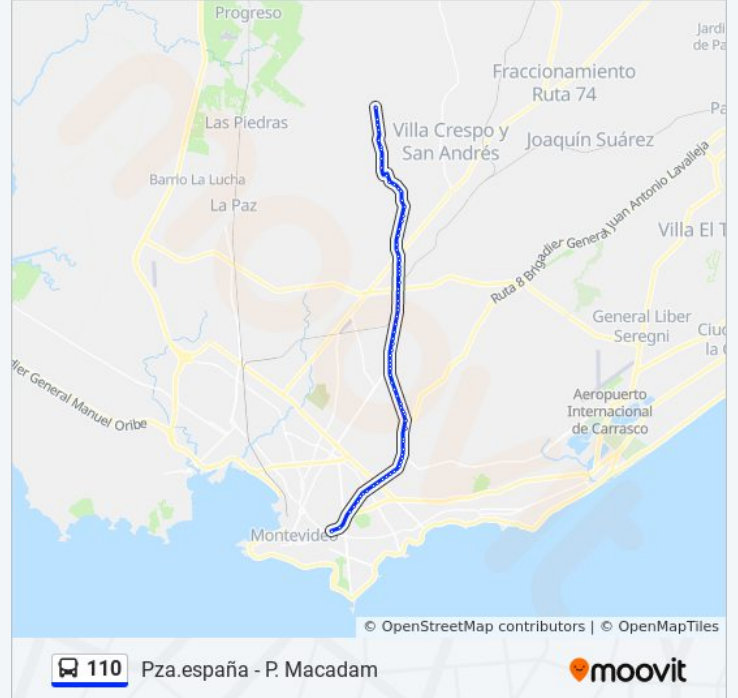 Progreso
Jardi
de Pa
Fraccionamiento
Ruta 74
Pa
Las Piedras
Villa Crespo y
San Andrés
Joaquín Suárez
Barrio La Lucha
La Paz
Ruta 8 Brigadier General Juan Antonio Lavalleja
Villa El T
General Liber
Seregni
Ciud
la C
dier General Manuel Oribe
Aeropuerto
Internacional
de Carrasco
Montevideo
moovit
© OpenStreetMap contributors | © OpenMapTiles
110 Pza.españa - P. Macadam
moovit